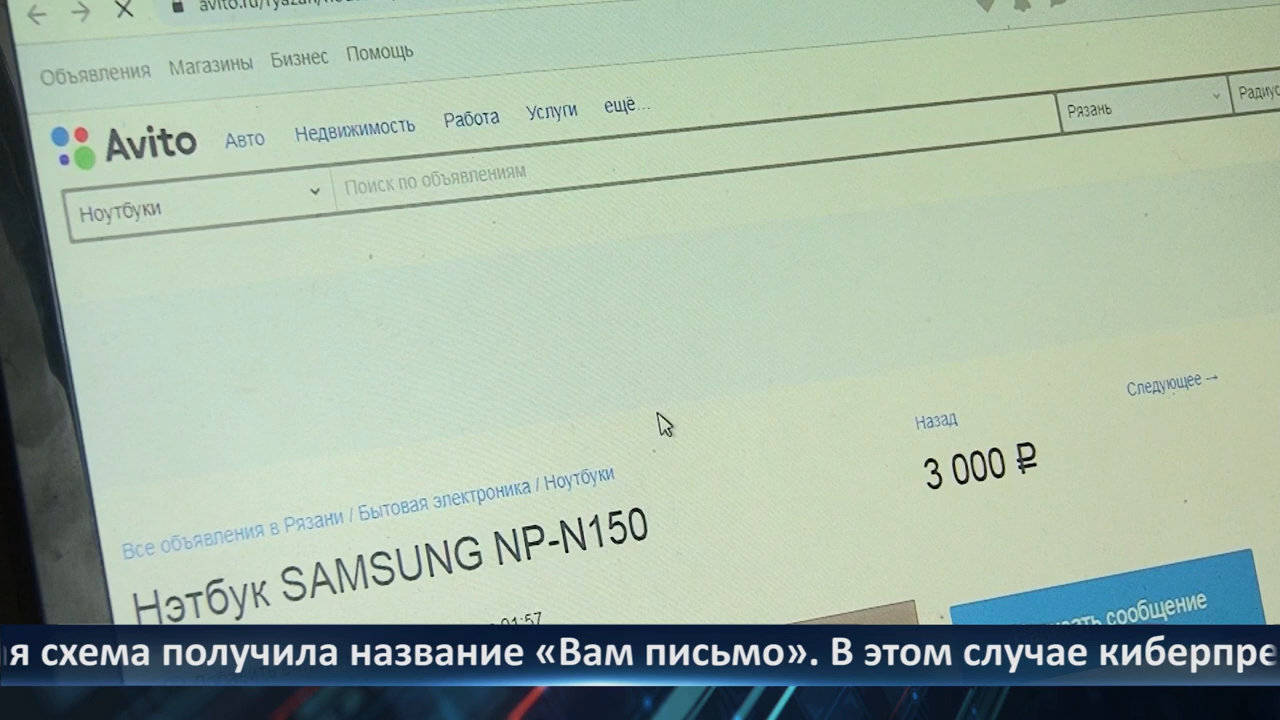 Объявления Магазины Бизнес Помощь
Avito Авто Недвижимость Работа Услуги ещё...
Ноутбуки Поиск по объявлениям Рязань
Следующее →
Назад
3 000 ₽
Все объявления в Рязани / Бытовая электроника / Ноутбуки
Нэтбук SAMSUNG NP-N150
01:57
сообщение
я схема получила название «Вам письмо». В этом случае киберпре